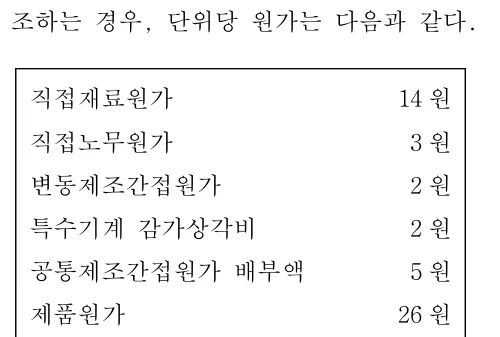 조하는 경우, 단위당 원가는 다음과 같다.
직접재료원가 14 원
직접노무원가 3 원
변동제조간접원가 2 원
특수기계 감가상각비 2 원
공통제조간접원가 배부액 5 원
제품원가 26 원